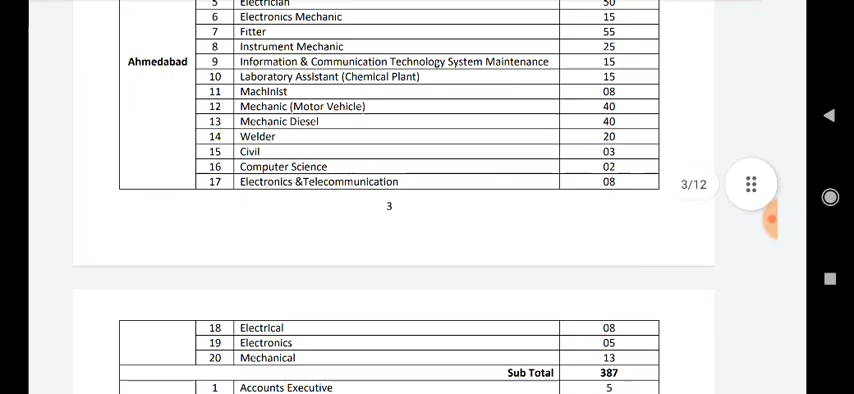 5 Electrician 50
6 Electronics Mechanic 15
7 Fitter 55
8 Instrument Mechanic 25
Ahmedabad 9 Information & Communication Technology System Maintenance 15
10 Laboratory Assistant (Chemical Plant) 15
11 Machinist 08
12 Mechanic (Motor Vehicle) 40
13 Mechanic Diesel 40
14 Welder 20
15 Civil 03
16 Computer Science 02
17 Electronics &Telecommunication 08
3/12
3
18 Electrical 08
19 Electronics 05
20 Mechanical 13
Sub Total 387
1 Accounts Executive 5